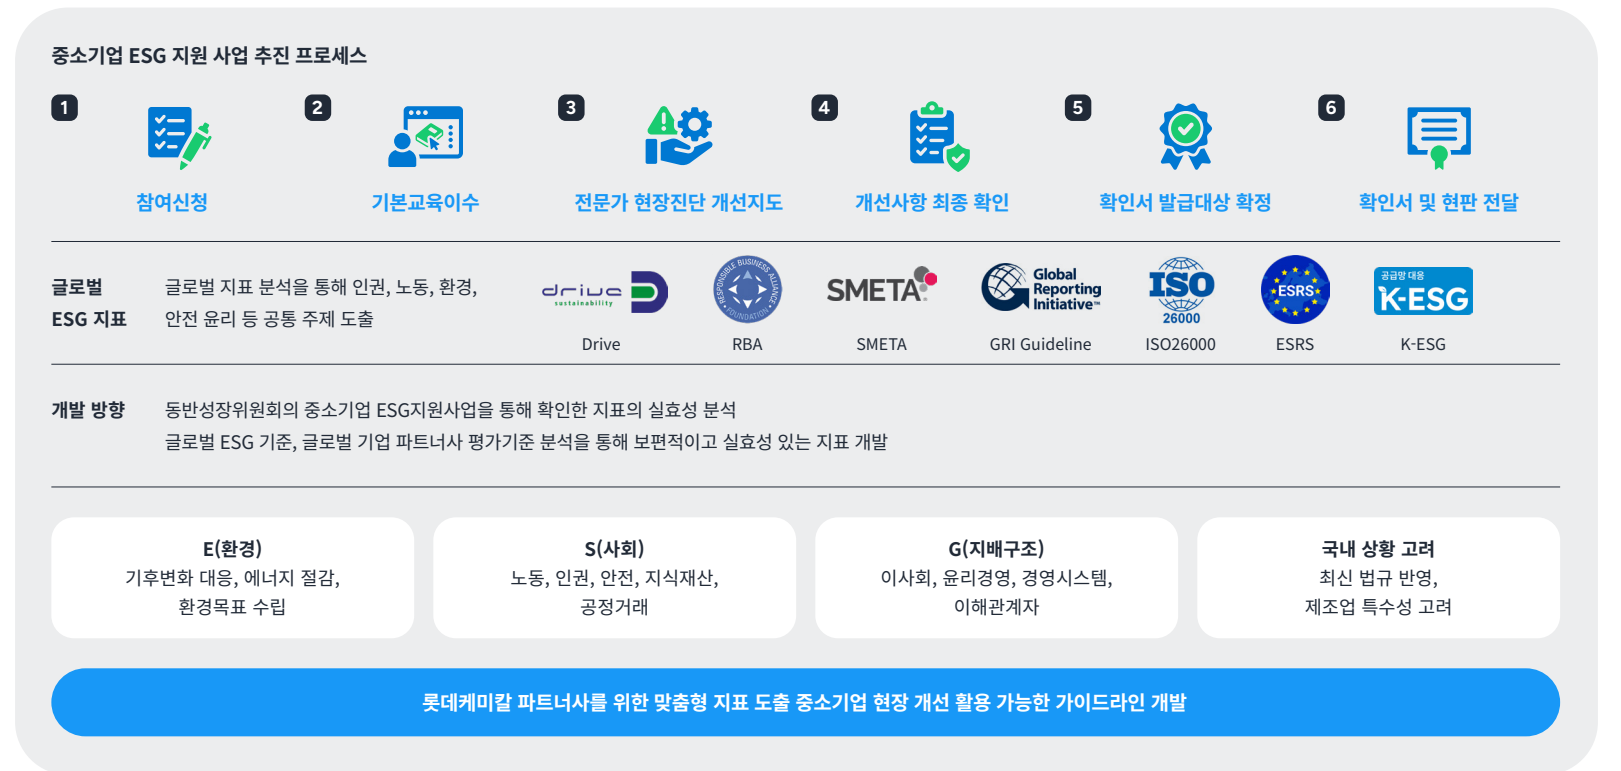 중소기업 ESG 지원 사업 추진 프로세스
1
2
3
4
5
6
참여신청
기본교육이수
전문가 현장진단 개선지도
개선사항 최종 확인
확인서 발급대상 확정
확인서 및 현판 전달
글로벌
ESG 지표
글로벌 지표 분석을 통해 인권, 노동, 환경,
안전 윤리 등 공통 주제 도출
drive
sustainability
RESPONSIBLE BUSINESS ALLIANCE
FOUNDATION
SMETA
Global
Reporting
Initiative™
ISO
26000
ESRS
공급망 대응
K-ESG
Drive
RBA
SMETA
GRI Guideline
ISO26000
ESRS
K-ESG
개발 방향
동반성장위원회의 중소기업 ESG지원사업을 통해 확인한 지표의 실효성 분석
글로벌 ESG 기준, 글로벌 기업 파트너사 평가기준 분석을 통해 보편적이고 실효성 있는 지표 개발
E(환경)
기후변화 대응, 에너지 절감,
환경목표 수립
S(사회)
노동, 인권, 안전, 지식재산,
공정거래
G(지배구조)
이사회, 윤리경영, 경영시스템,
이해관계자
국내 상황 고려
최신 법규 반영,
제조업 특수성 고려
롯데케미칼 파트너사를 위한 맞춤형 지표 도출 중소기업 현장 개선 활용 가능한 가이드라인 개발